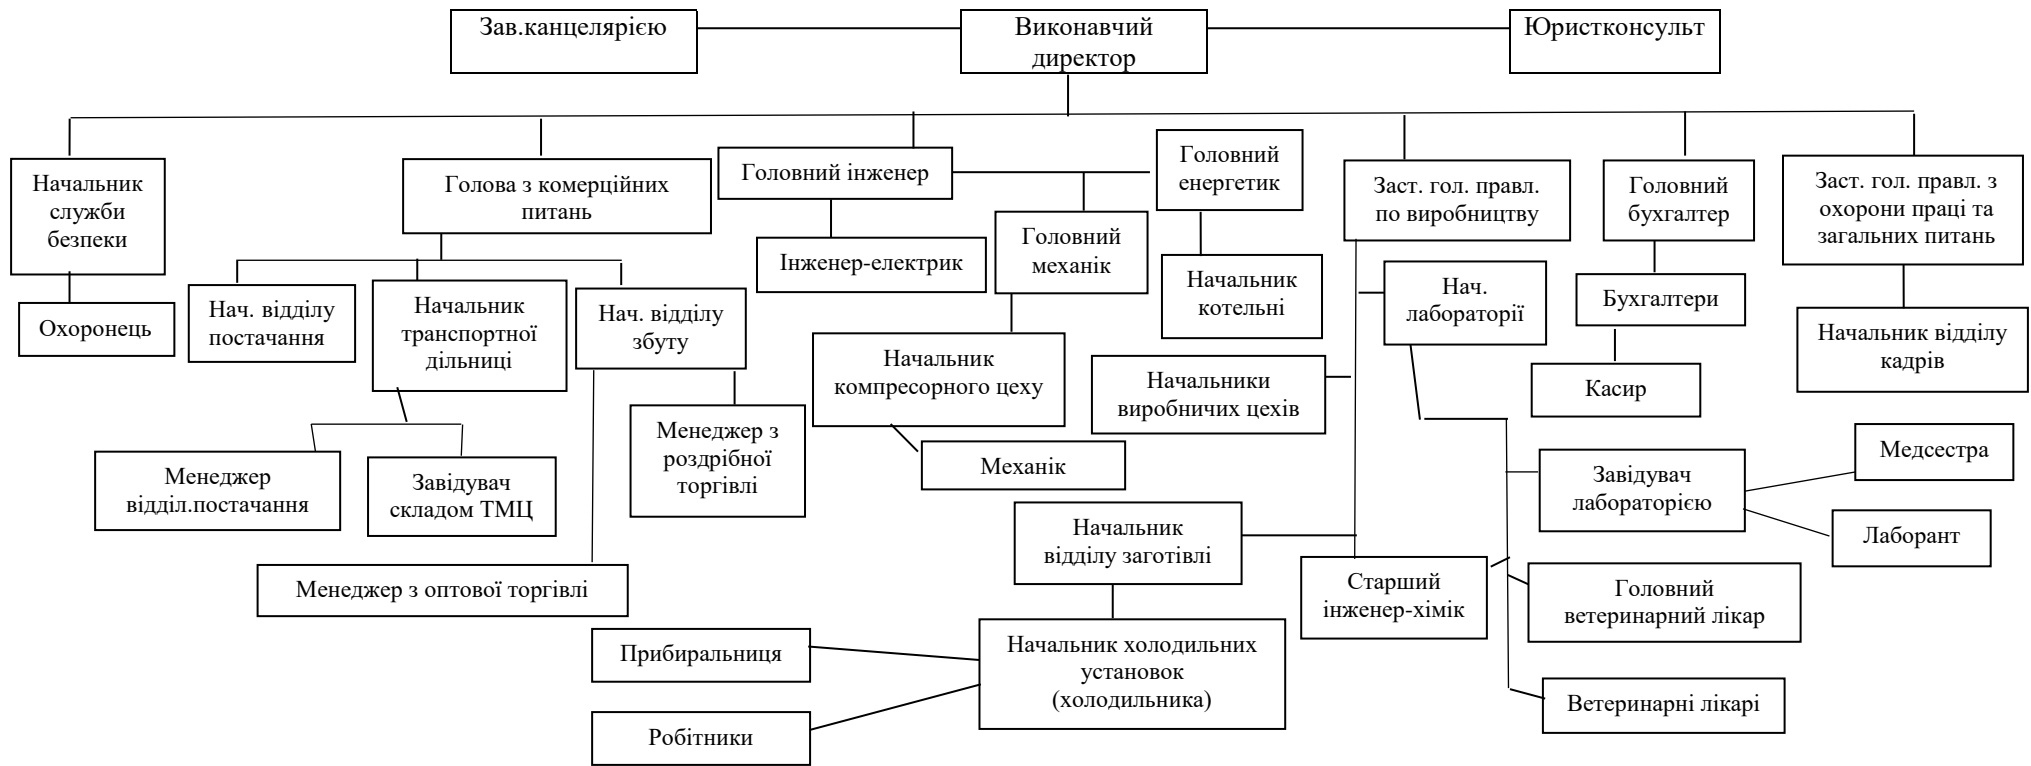 Зав.канцелярією
Виконавчий
директор
Юристконсульт
Начальник
служби
безпеки
Голова з комерційних
питань
Головний інженер
Головний
енергетик
Заст. гол. правл.
по виробництву
Головний
бухгалтер
Заст. гол. правл. з
охорони праці та
загальних питань
Інженер-електрик
Головний
механік
Начальник
котельні
Нач.
лабораторії
Бухгалтери
Охоронець
Нач. відділу
постачання
Начальник
транспортної
дільниці
Нач. відділу
збуту
Начальник відділу
кадрів
Начальник
компресорного цеху
Начальники
виробничих цехів
Касир
Менеджер з
роздрібної
торгівлі
Менеджер
відділ.постачання
Завідувач
складом ТМЦ
Механік
Завідувач
лабораторією
Медсестра
Лаборант
Начальник
відділу заготівлі
Менеджер з оптової торгівлі
Старший
інженер-хімік
Головний
ветеринарний лікар
Прибиральниця
Начальник холодильних
установок
(холодильника)
Робітники
Ветеринарні лікарі